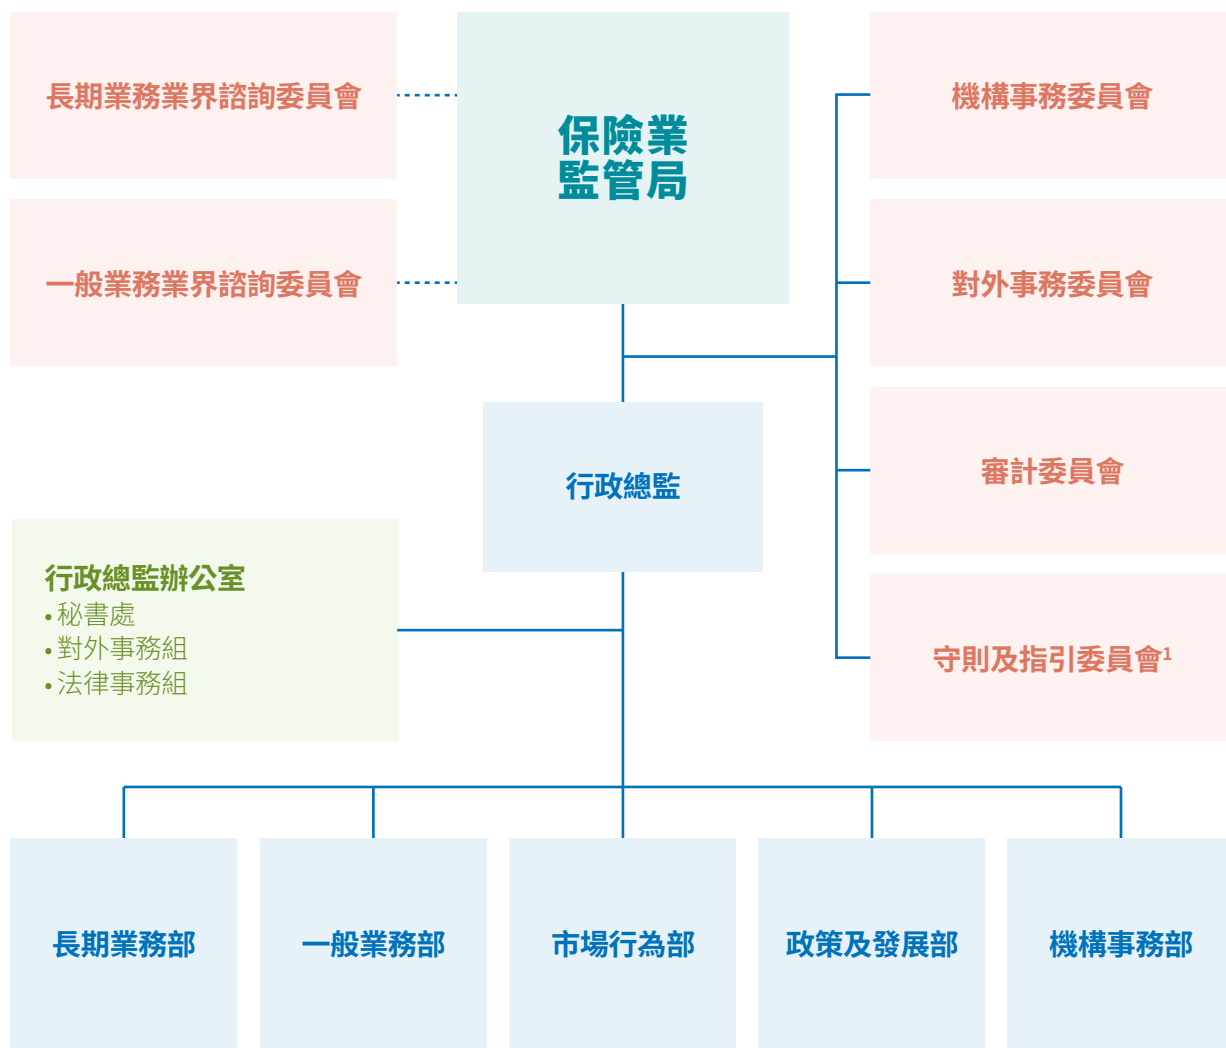 長期業務業界諮詢委員會
保險業
監管局
機構事務委員會
一般業務業界諮詢委員會
對外事務委員會
行政總監
審計委員會
行政總監辦公室
• 秘書處
• 對外事務組
• 法律事務組
守則及指引委員會¹
長期業務部
一般業務部
市場行為部
政策及發展部
機構事務部